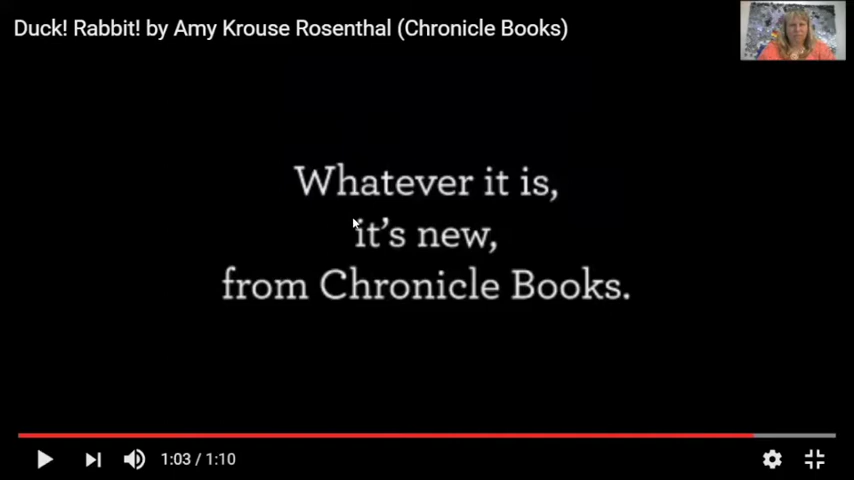 Duck! Rabbit! by Amy Krouse Rosenthal (Chronicle Books)
Whatever it is,
it's new,
from Chronicle Books.
1:03 / 1:10